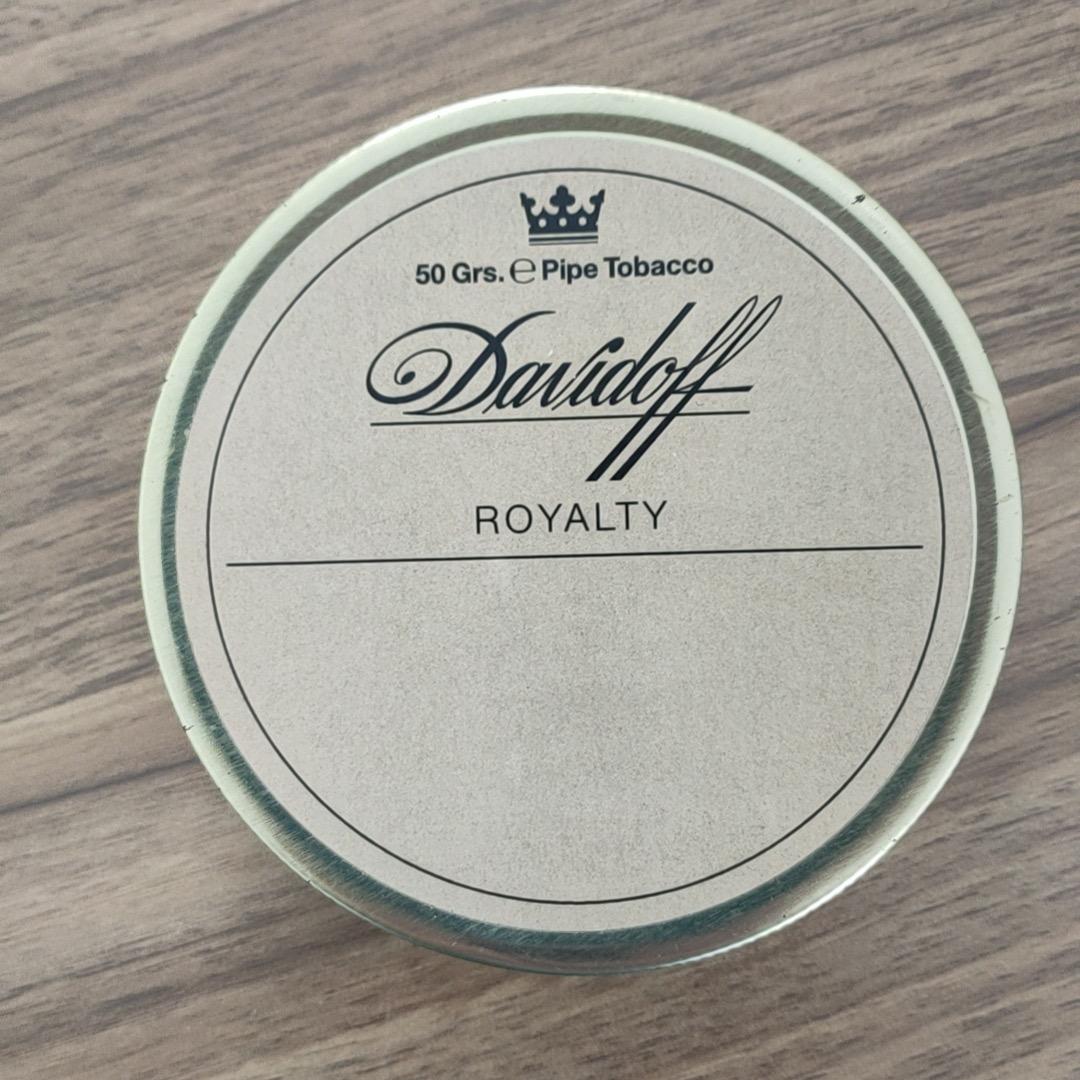 50 Grs. ℮ Pipe Tobacco
Davidoff
ROYALTY